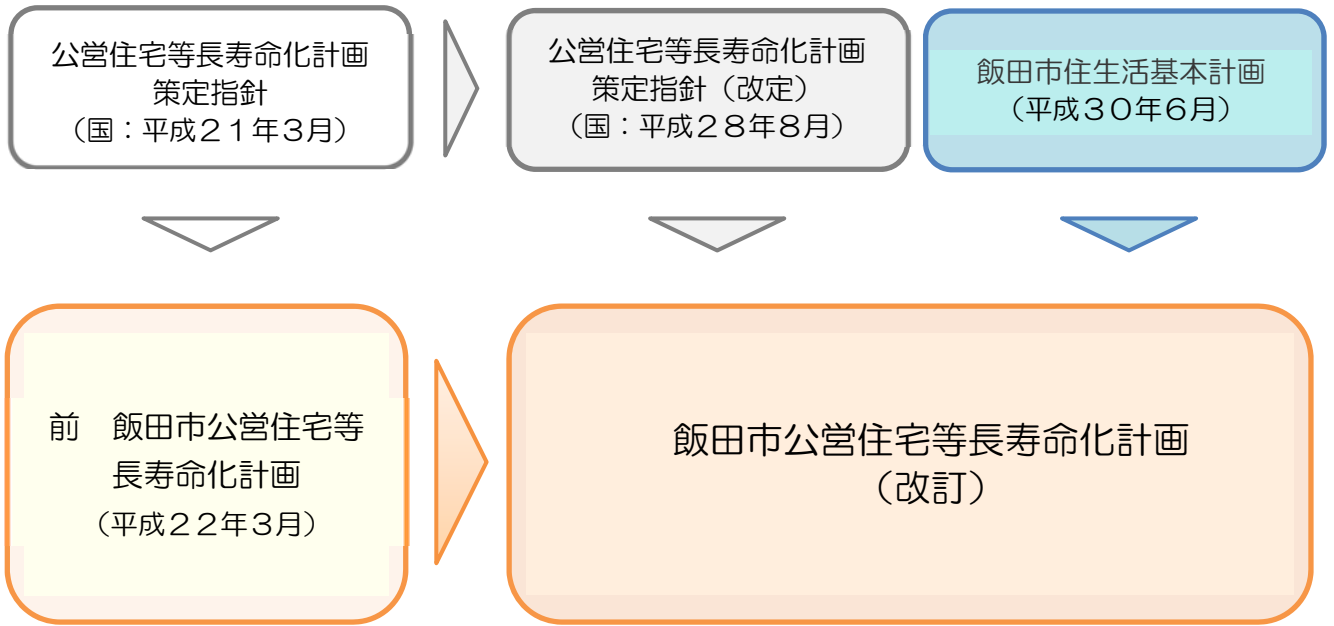 公営住宅等長寿命化計画
策定指針
（国：平成２１年３月）
公営住宅等長寿命化計画
策定指針（改定）
（国：平成２８年８月）
飯田市住生活基本計画
（平成３０年６月）
前　飯田市公営住宅等
長寿命化計画
（平成２２年３月）
飯田市公営住宅等長寿命化計画
（改訂）